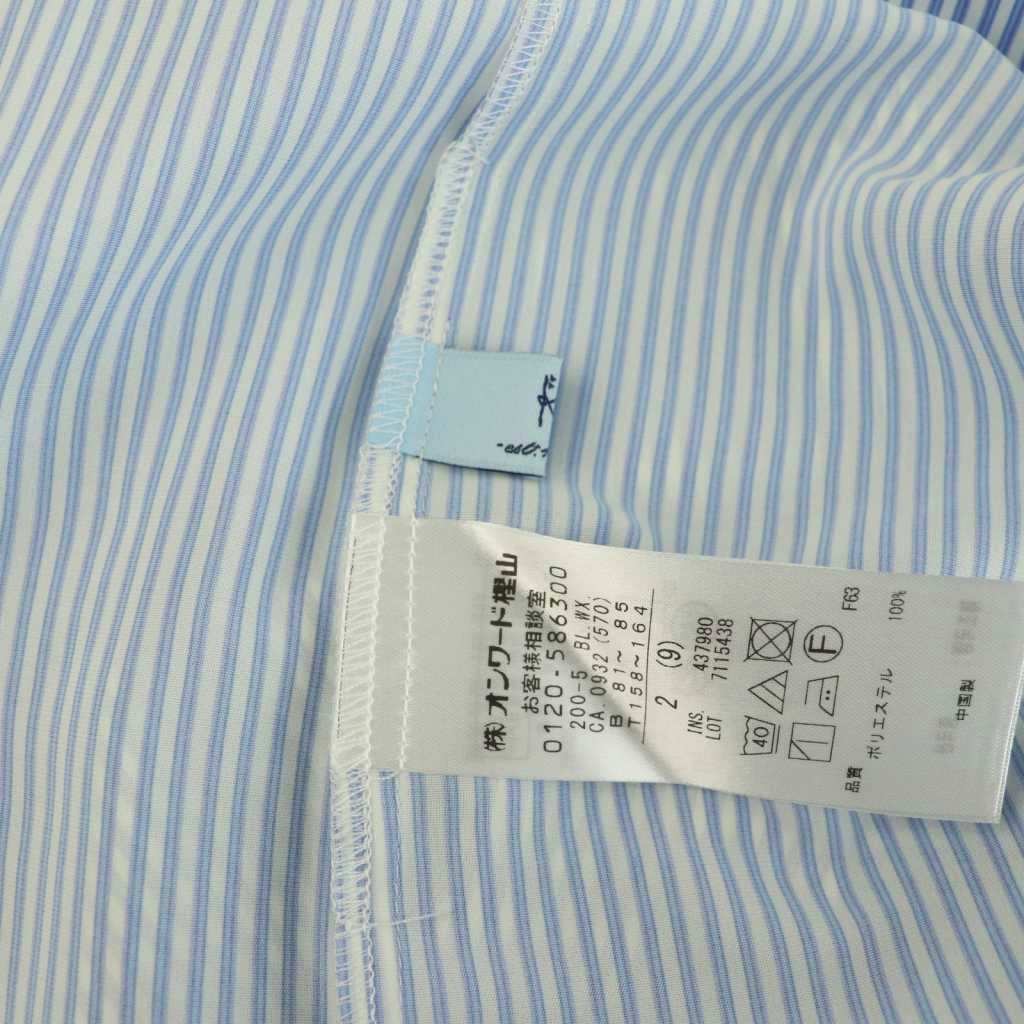 (株)オンワード樫山
お客様相談室
0120-586300
200-5 BL.WX.
CA.0932(570)
B 81~ 85
T158~164
2 (9)
INS. 437980
LOT 7115438
40
F
F63
品質 ポリエステル 100%
中国製